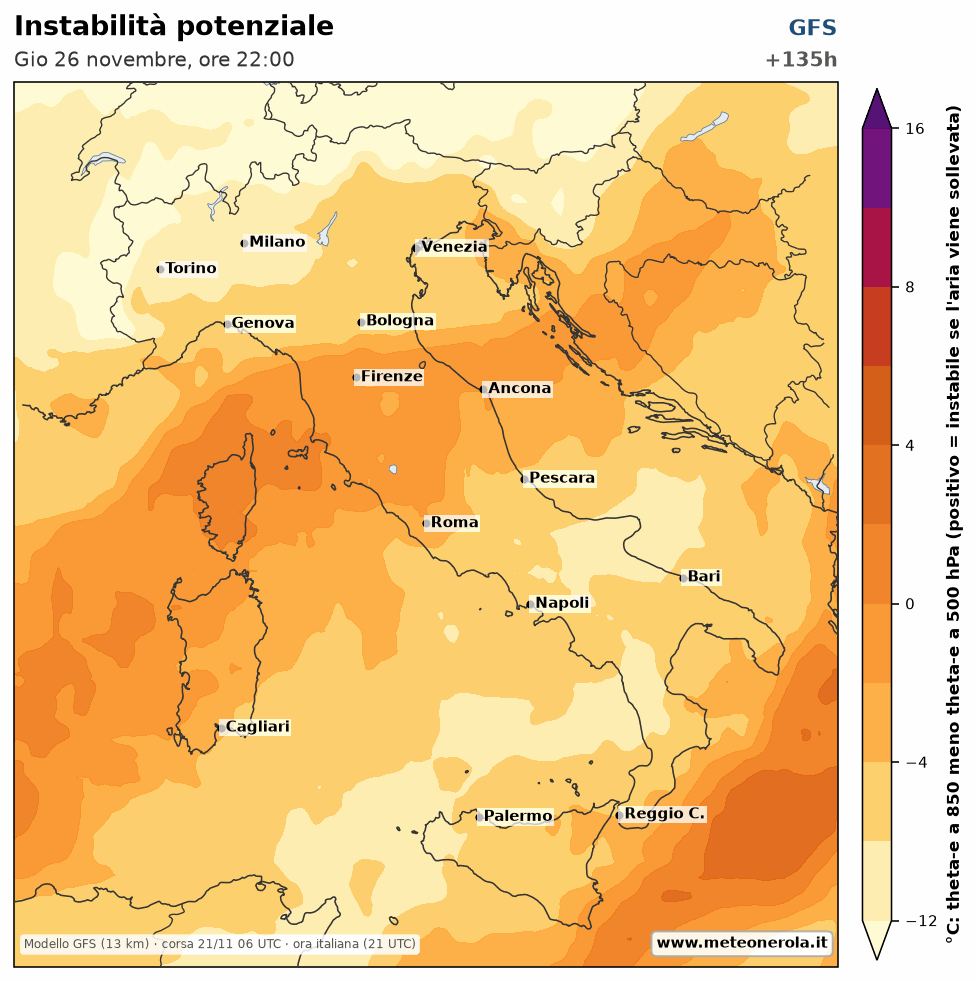 Instabilità potenziale
GFS
Gio 26 novembre, ore 22:00
+135h
Milano
Venezia
Torino
Genova
Bologna
Firenze
Ancona
Pescara
Roma
Bari
Napoli
Cagliari
Palermo
Reggio C.
16
8
4
0
−4
−12
°C: theta-e a 850 meno theta-e a 500 hPa (positivo = instabile se l'aria viene sollevata)
Modello GFS (13 km) · corsa 21/11 06 UTC · ora italiana (21 UTC)
www.meteonerola.it